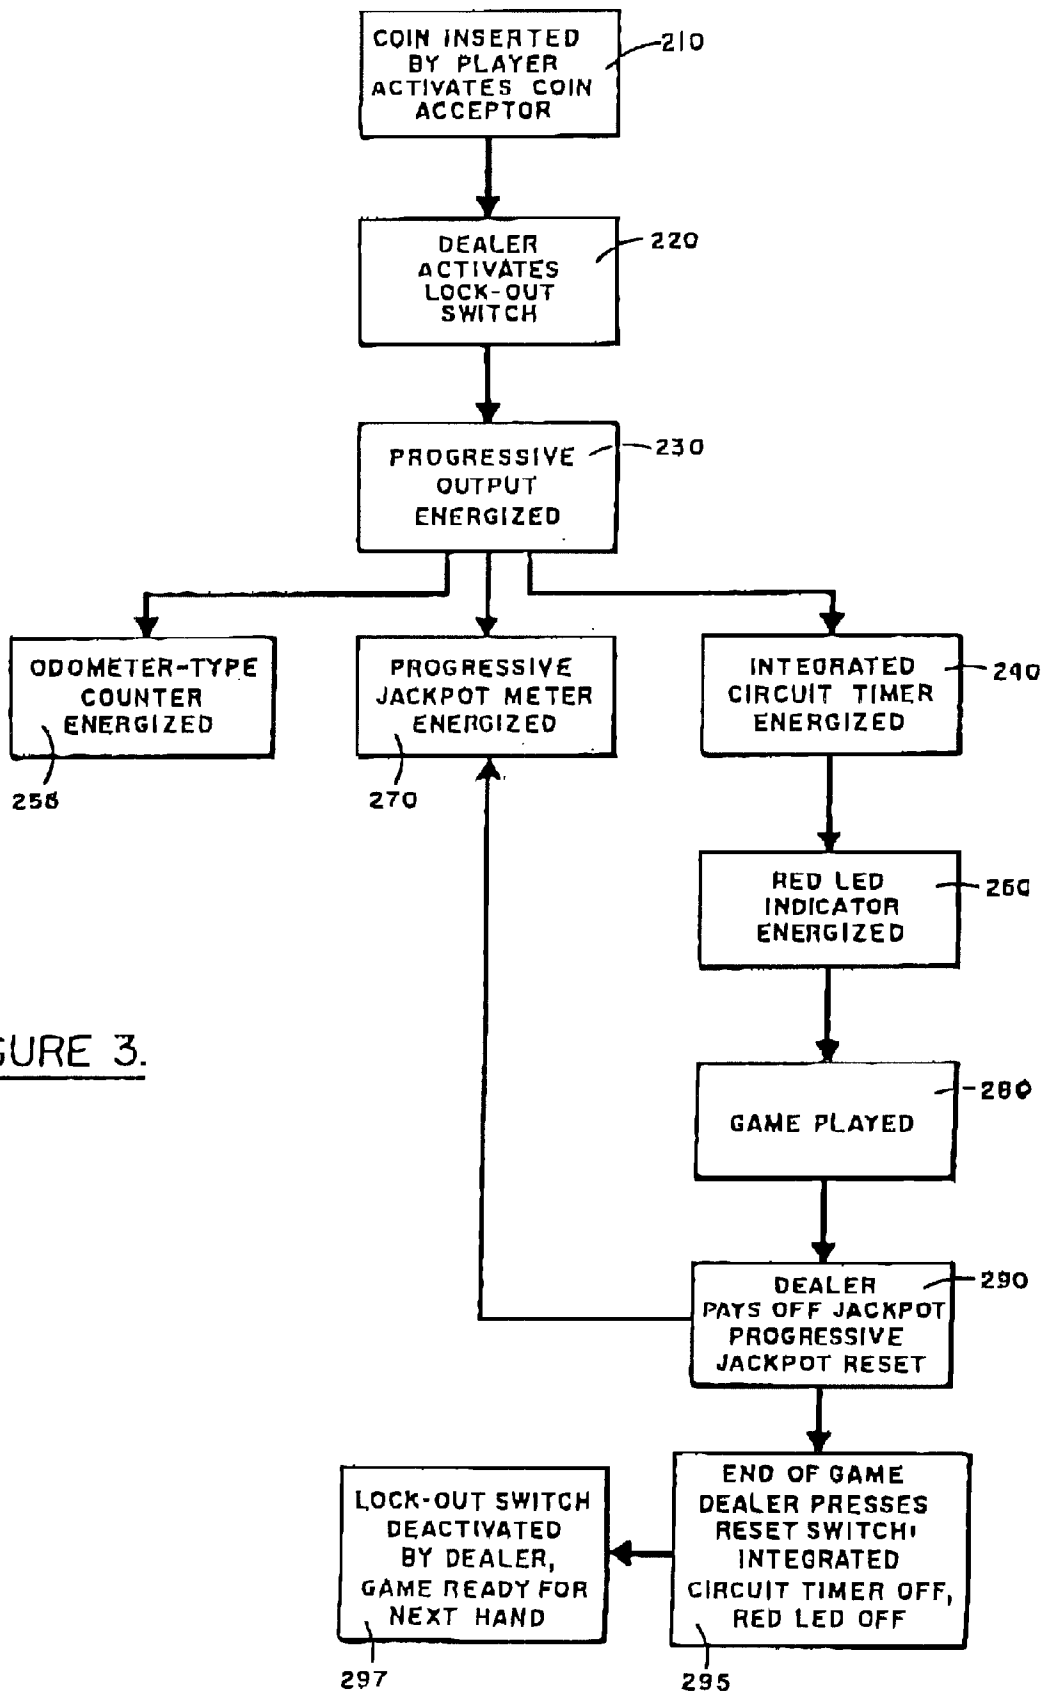 COIN INSERTED
BY PLAYER
ACTIVATES COIN
ACCEPTOR
210
DEALER
ACTIVATES
LOCK-OUT
SWITCH
220
PROGRESSIVE
OUTPUT
ENERGIZED
230
ODOMETER-TYPE
COUNTER
ENERGIZED
258
PROGRESSIVE
JACKPOT METER
ENERGIZED
270
INTEGRATED
CIRCUIT TIMER
ENERGIZED
240
RED LED
INDICATOR
ENERGIZED
260
GURE 3.
GAME PLAYED
280
DEALER
PAYS OFF JACKPOT
PROGRESSIVE
JACKPOT RESET
290
END OF GAME
DEALER PRESSES
RESET SWITCH,
INTEGRATED
CIRCUIT TIMER OFF,
RED LED OFF
295
LOCK-OUT SWITCH
DEACTIVATED
BY DEALER,
GAME READY FOR
NEXT HAND
297